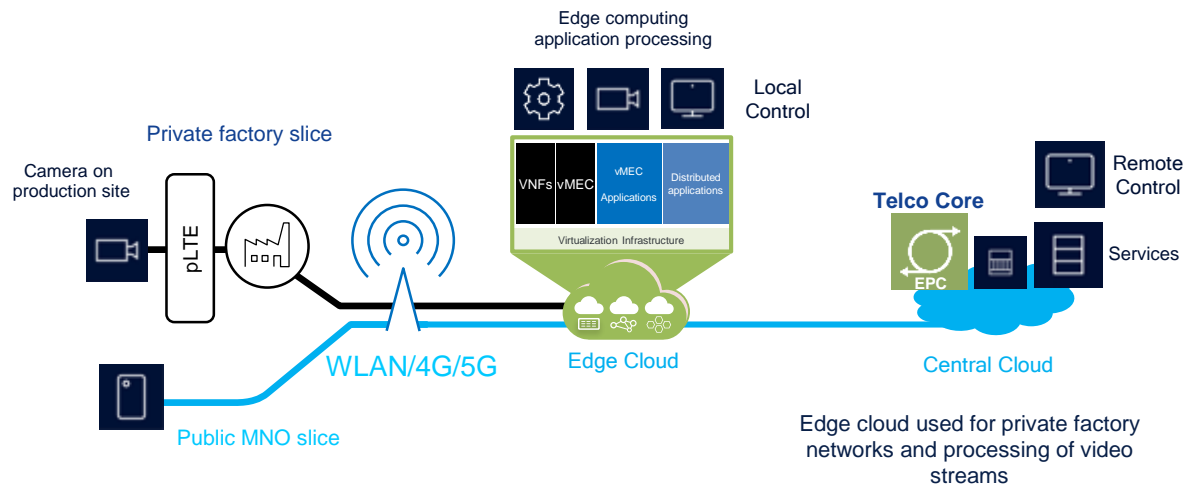 Edge computing
application processing
Local
Control
Private factory slice
Camera on
production site
pLTE
VNFs
vMEC
vMEC
Applications
Distributed
applications
Virtualization Infrastructure
Remote
Control
Telco Core
EPC
Services
WLAN/4G/5G
Edge Cloud
Central Cloud
Public MNO slice
Edge cloud used for private factory
networks and processing of video
streams